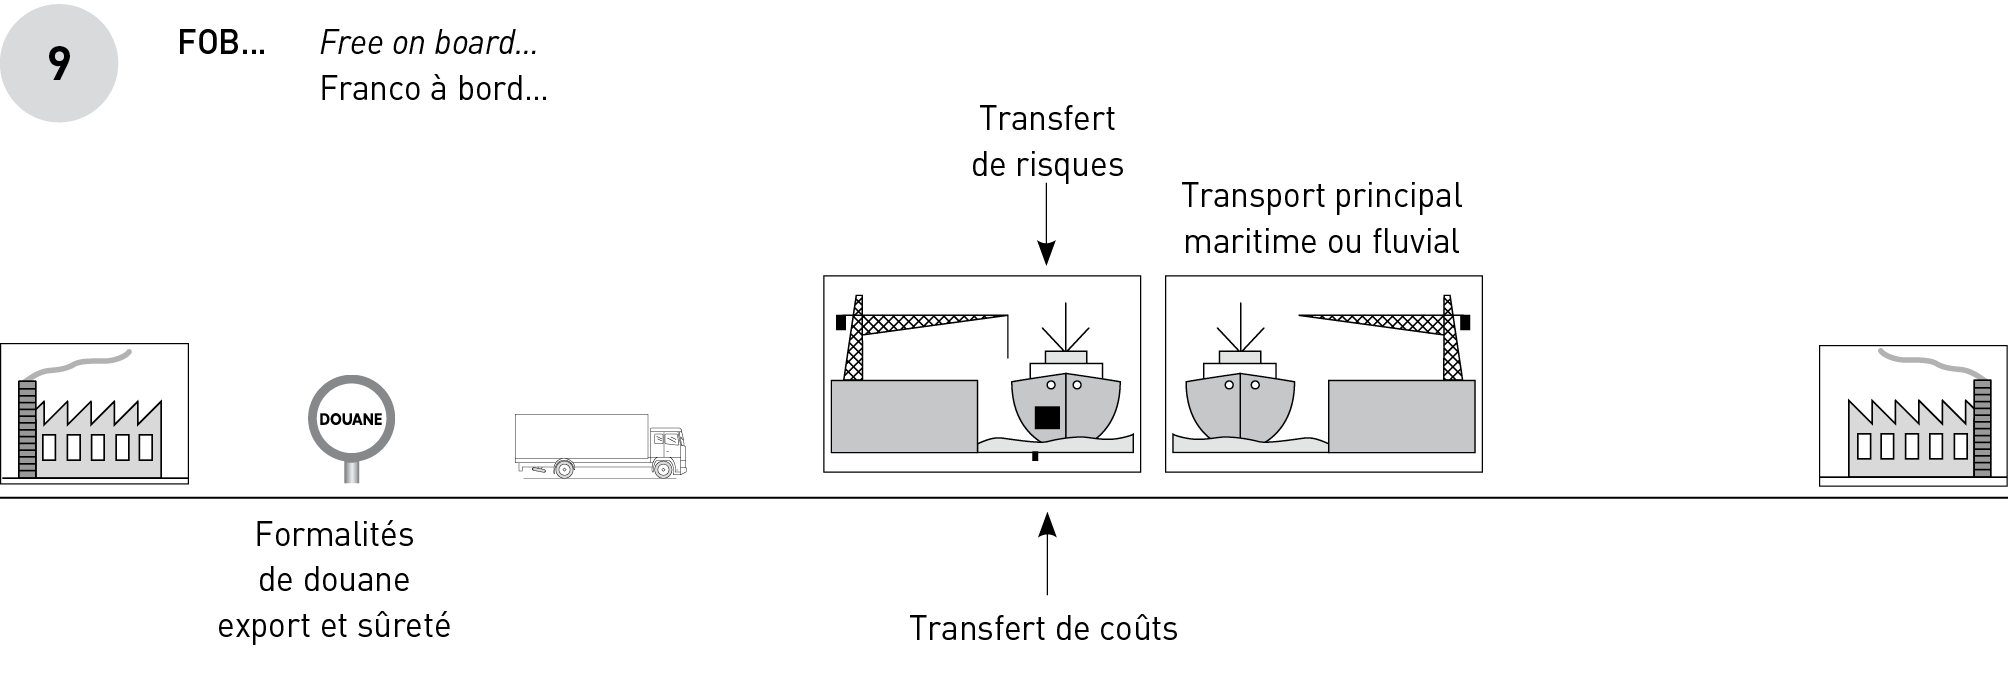 9
FOB... Free on board...
Franco à bord...
Transfert
de risques
Transport principal
maritime ou fluvial
DOUANE
Formalités
de douane
export et sûreté
Transfert de coûts